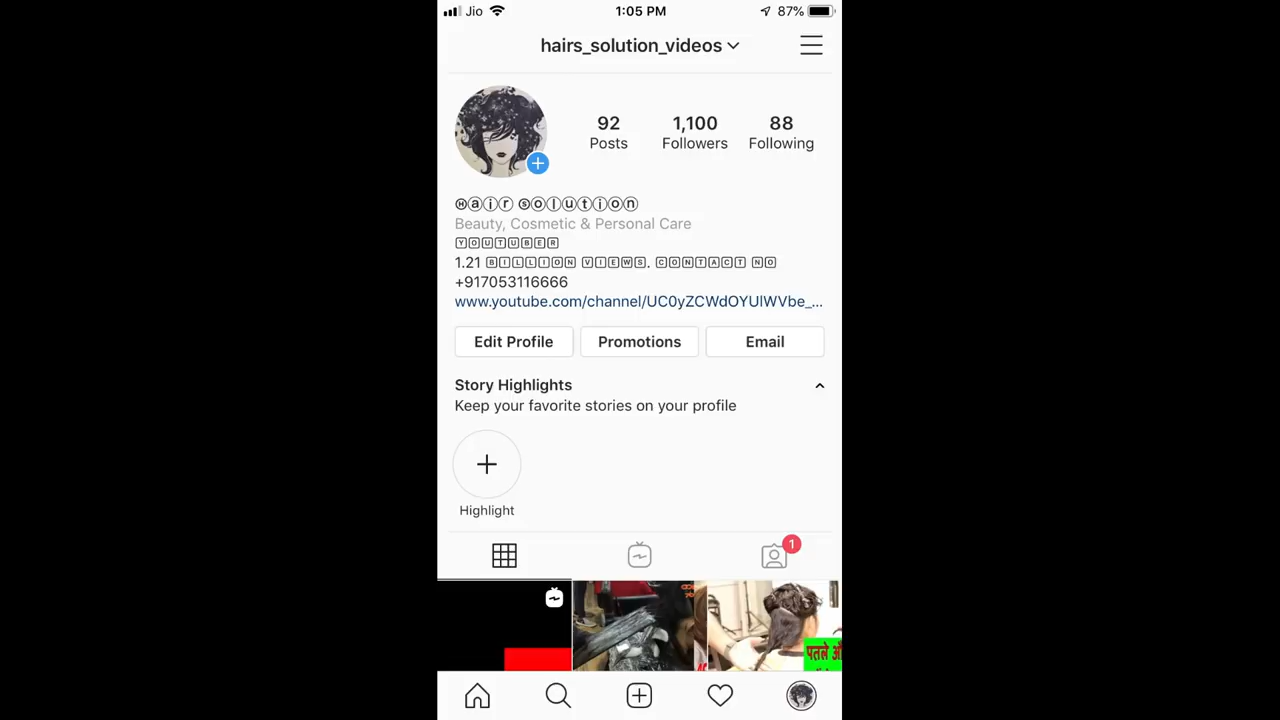 Jio 1:05 PM 87%
hairs_solution_videos
92 1,100 88
Posts Followers Following
Ⓗⓐⓘⓡ ⓢⓞⓛⓤⓣⓘⓞⓝ
Beauty, Cosmetic & Personal Care
🅈🄾🅄🅃🅄🄱🄴🅁
1.21 🄱🄸🄻🄻🄸🄾🄽 🅅🄸🄴🅆🅂. 🄲🄾🄽🅃🄰🄲🅃 🄽🄾
+917053116666
www.youtube.com/channel/UC0yZCWdOYUlWVbe_...
Edit Profile Promotions Email
Story Highlights
Keep your favorite stories on your profile
Highlight
1
पतले औ